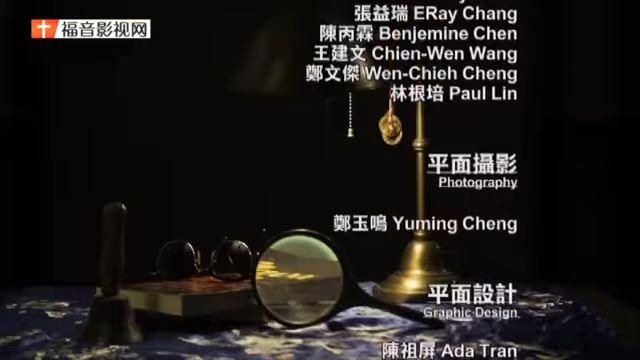 福音影视网
張益瑞 ERay Chang
陳丙霖 Benjemine Chen
王建文 Chien-Wen Wang
鄭文傑 Wen-Chieh Cheng
林根培 Paul Lin
平面攝影
Photography
鄭玉鳴 Yuming Cheng
平面設計
Graphic Design
陳祖屏 Ada Tran